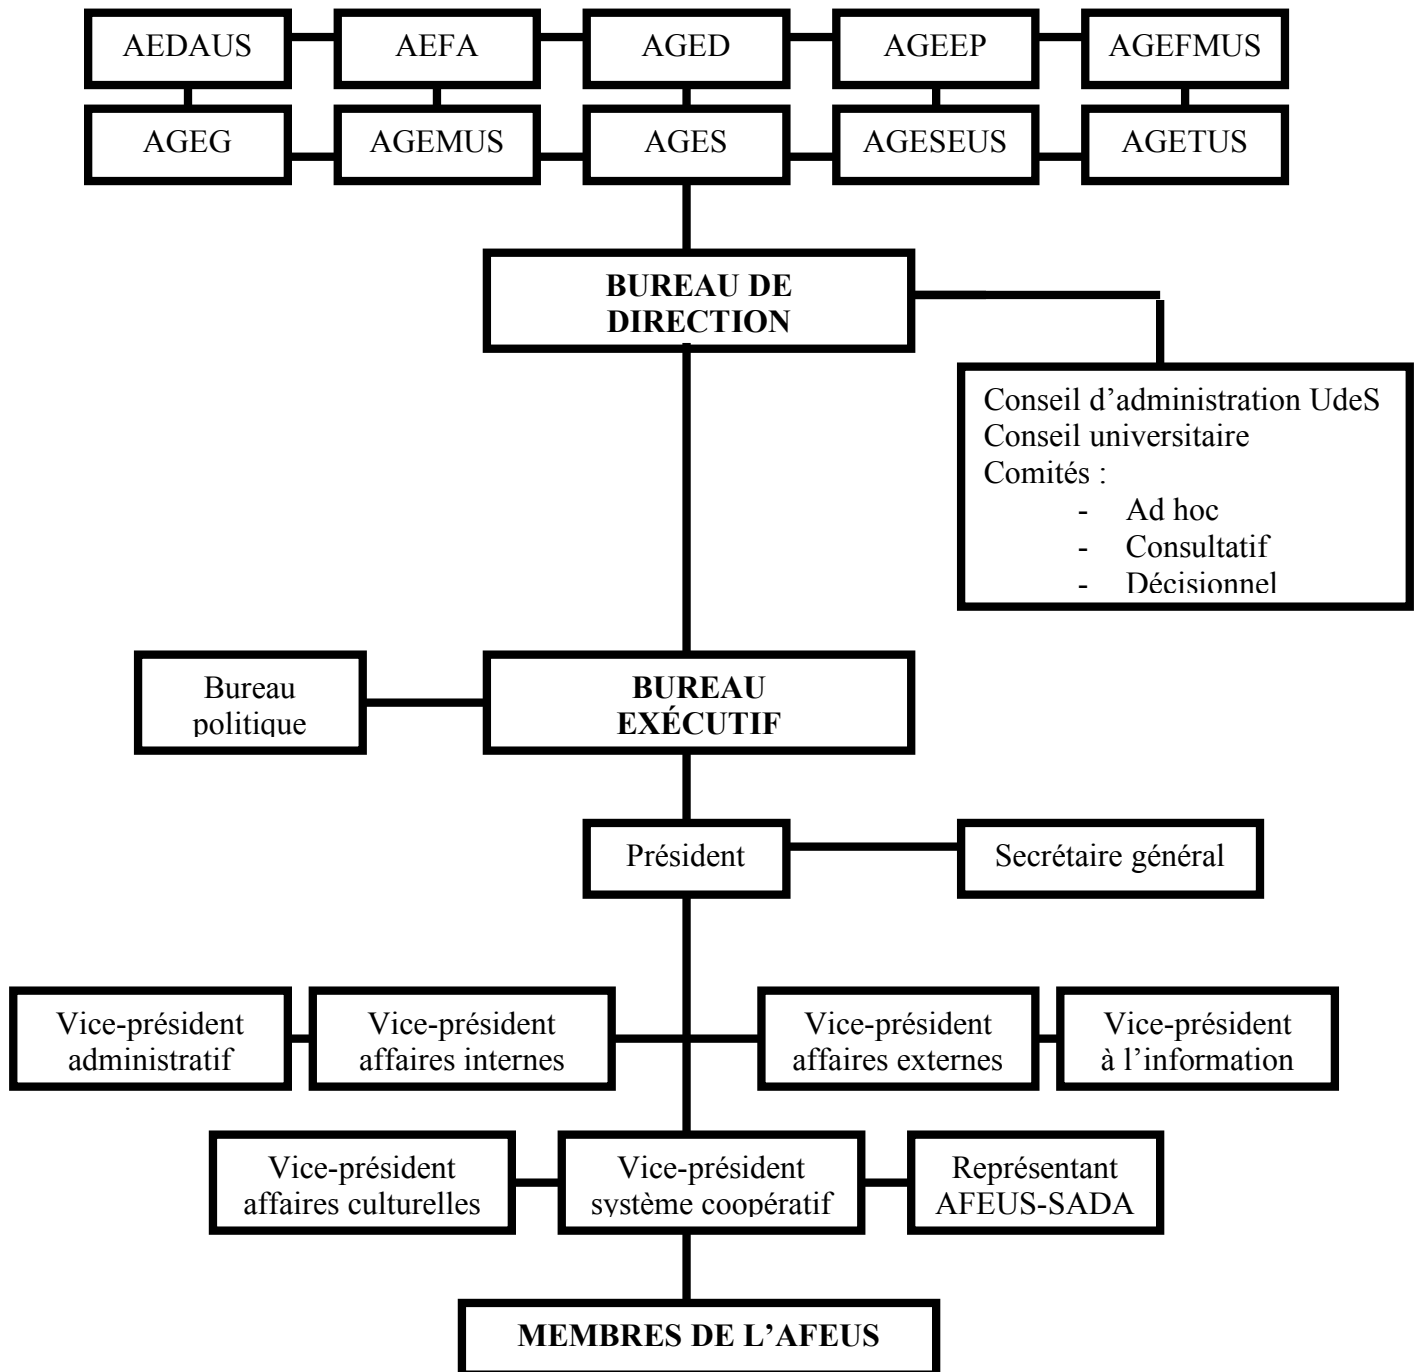 AEDAUS
AEFA
AGED
AGEEP
AGEFMUS
AGEG
AGEMUS
AGES
AGESEUS
AGETUS
BUREAU DE
DIRECTION
Conseil d’administration UdeS
Conseil universitaire
Comités :
- Ad hoc
- Consultatif
- Décisionnel
Bureau
politique
BUREAU
EXÉCUTIF
Président
Secrétaire général
Vice-président
administratif
Vice-président
affaires internes
Vice-président
affaires externes
Vice-président
à l’information
Vice-président
affaires culturelles
Vice-président
système coopératif
Représentant
AFEUS-SADA
MEMBRES DE L’AFEUS